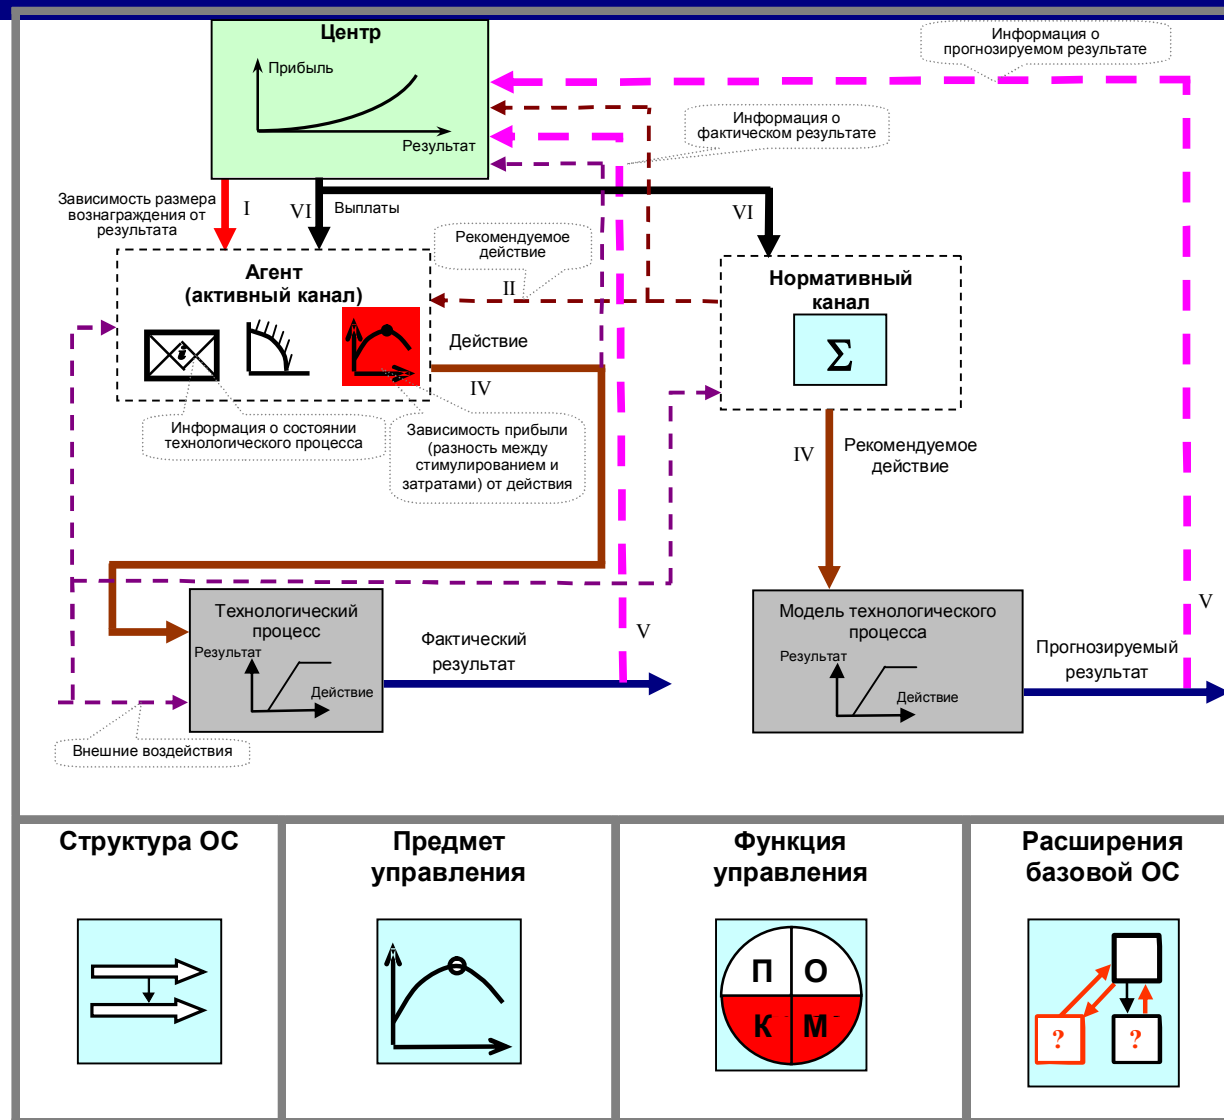 Центр
Прибыль
Результат
Информация о
прогнозируемом результате
Информация о
фактическом результате
Зависимость размера
вознаграждения от
результата
I
VI
Выплаты
VI
Рекомендуемое
действие
II
Агент
(активный канал)
i
Нормативный
канал
Σ
Действие
IV
Информация о состоянии
технологического процесса
Зависимость прибыли
(разность между
стимулированием и
затратами) от действия
IV
Рекомендуемое
действие
Технологический
процесс
Результат
Действие
Фактический
результат
V
Модель технологического
процесса
Результат
Действие
V
Прогнозируемый
результат
Внешние воздействия
Структура ОС
Предмет
управления
Функция
управления
П О
К М
Расширения
базовой ОС
? ?